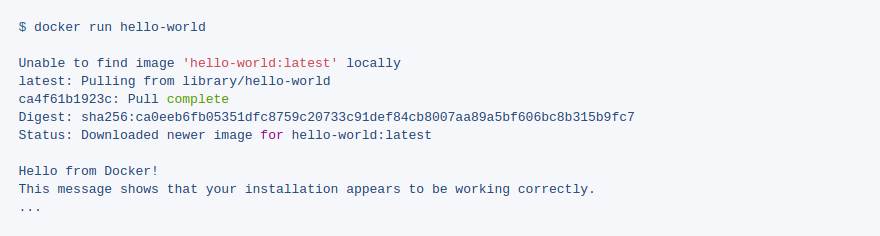 $ docker run hello-world
Unable to find image 'hello-world:latest' locally
latest: Pulling from library/hello-world
ca4f61b1923c: Pull complete
Digest: sha256:ca0eeb6fb05351dfc8759c20733c91def84cb8007aa89a5bf606bc8b315b9fc7
Status: Downloaded newer image for hello-world:latest
Hello from Docker!
This message shows that your installation appears to be working correctly.
...